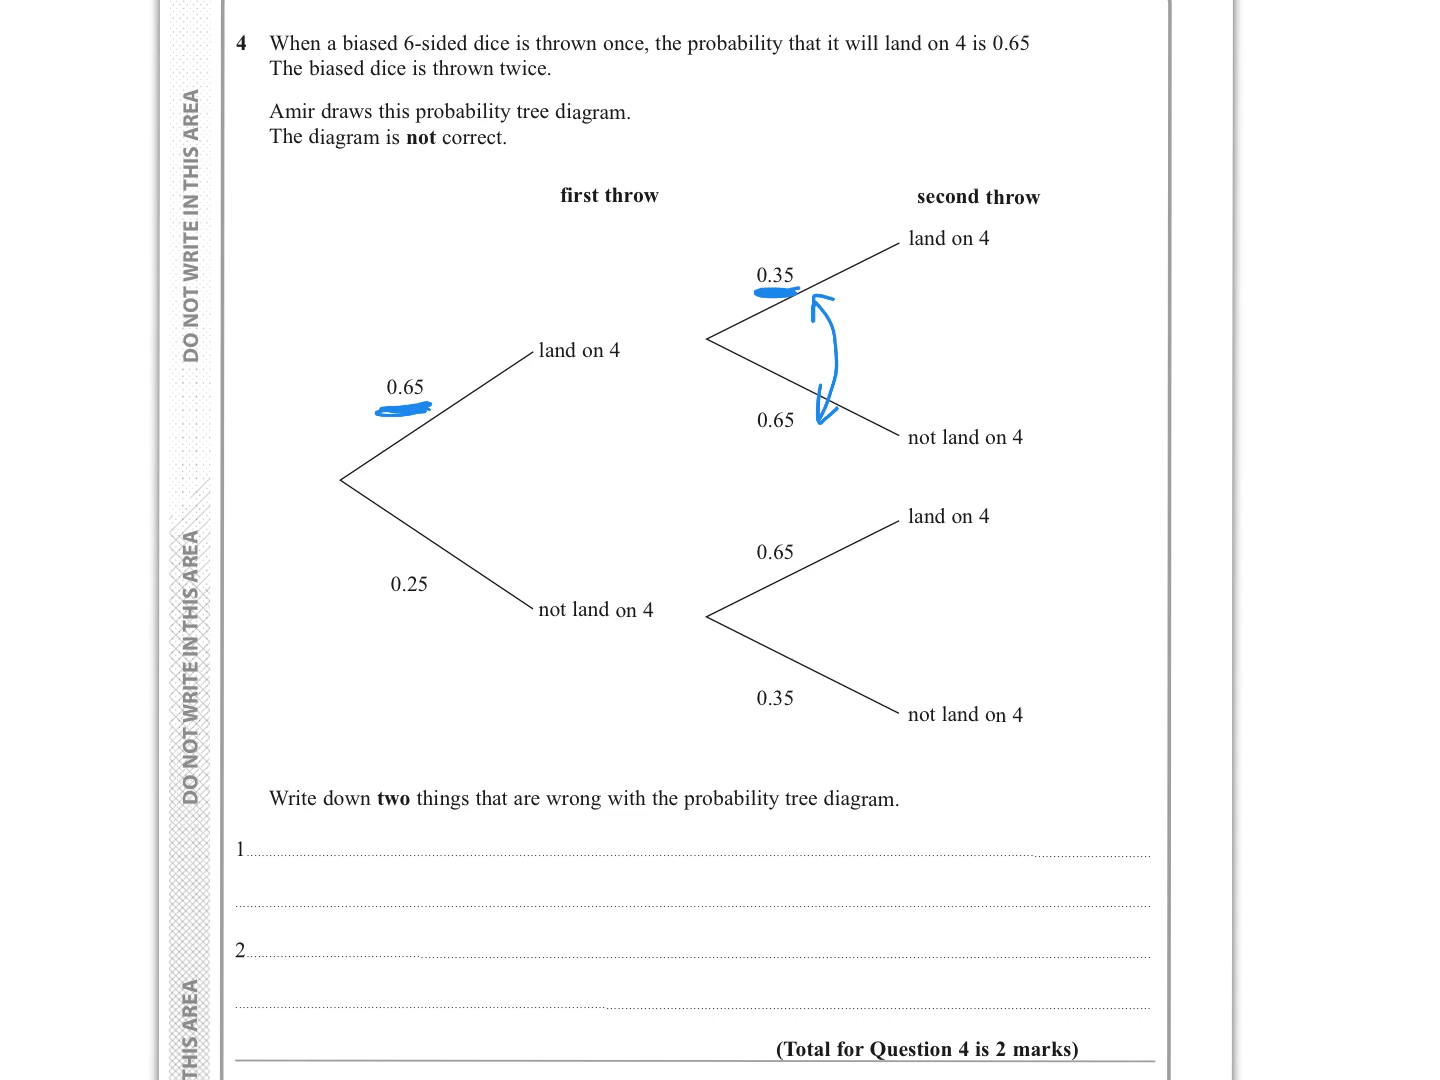 4 When a biased 6-sided dice is thrown once, the probability that it will land on 4 is 0.65
The biased dice is thrown twice.
Amir draws this probability tree diagram.
The diagram is not correct.
first throw
second throw
land on 4
0.35
land on 4
0.65
0.65
not land on 4
land on 4
0.65
0.25
not land on 4
0.35
not land on 4
Write down two things that are wrong with the probability tree diagram.
1
2
(Total for Question 4 is 2 marks)
DO NOT WRITE IN THIS AREA
DO NOT WRITE IN THIS AREA
THIS AREA